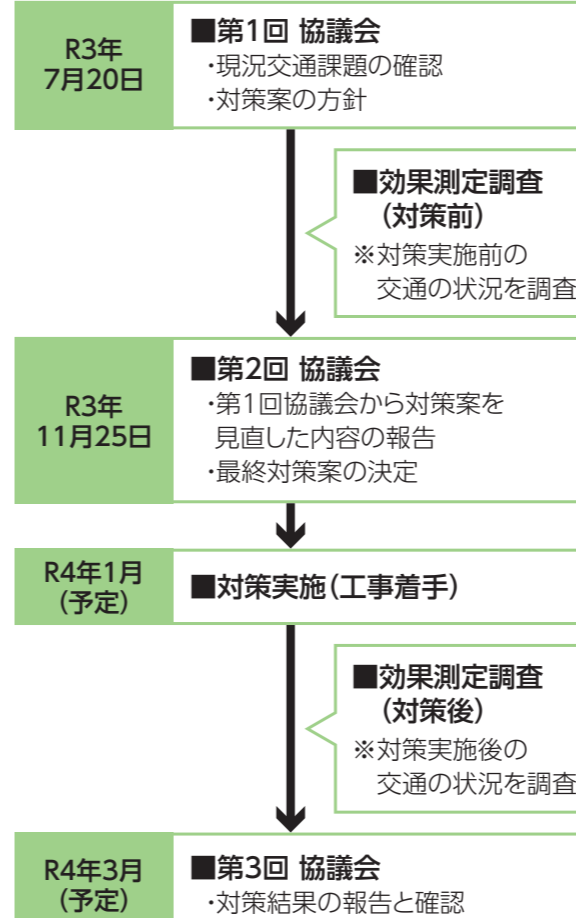 R3年
7月20日
■第1回 協議会
・現況交通課題の確認
・対策案の方針
■効果測定調査
(対策前)
※対策実施前の
交通の状況を調査
R3年
11月25日
■第2回 協議会
・第1回協議会から対策案を
見直した内容の報告
・最終対策案の決定
R4年1月
(予定)
■対策実施(工事着手)
■効果測定調査
(対策後)
※対策実施後の
交通の状況を調査
R4年3月
(予定)
■第3回 協議会
・対策結果の報告と確認